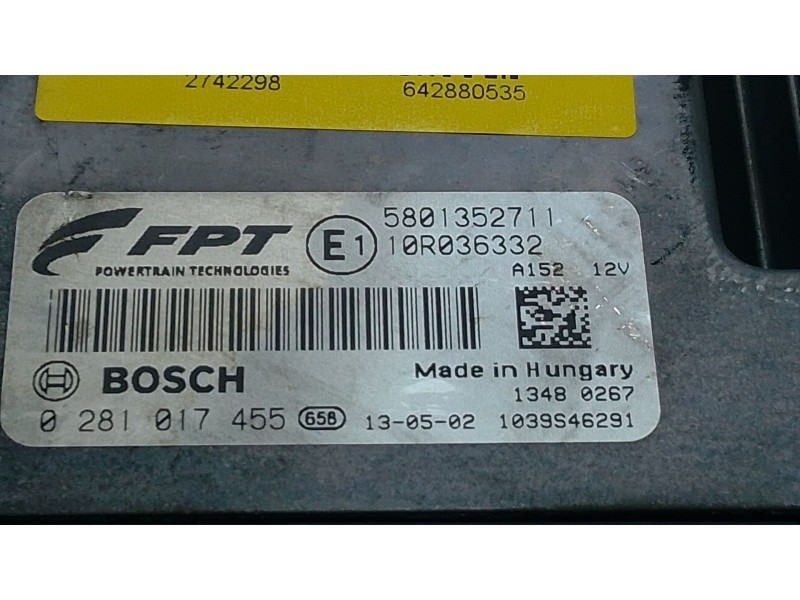 2742298 642880535
FPT 5801352711
E1 10R036332
POWERTRAIN TECHNOLOGIES A152 12V
BOSCH Made in Hungary
1348 0267
0 281 017 455 658 13-05-02 1039S46291